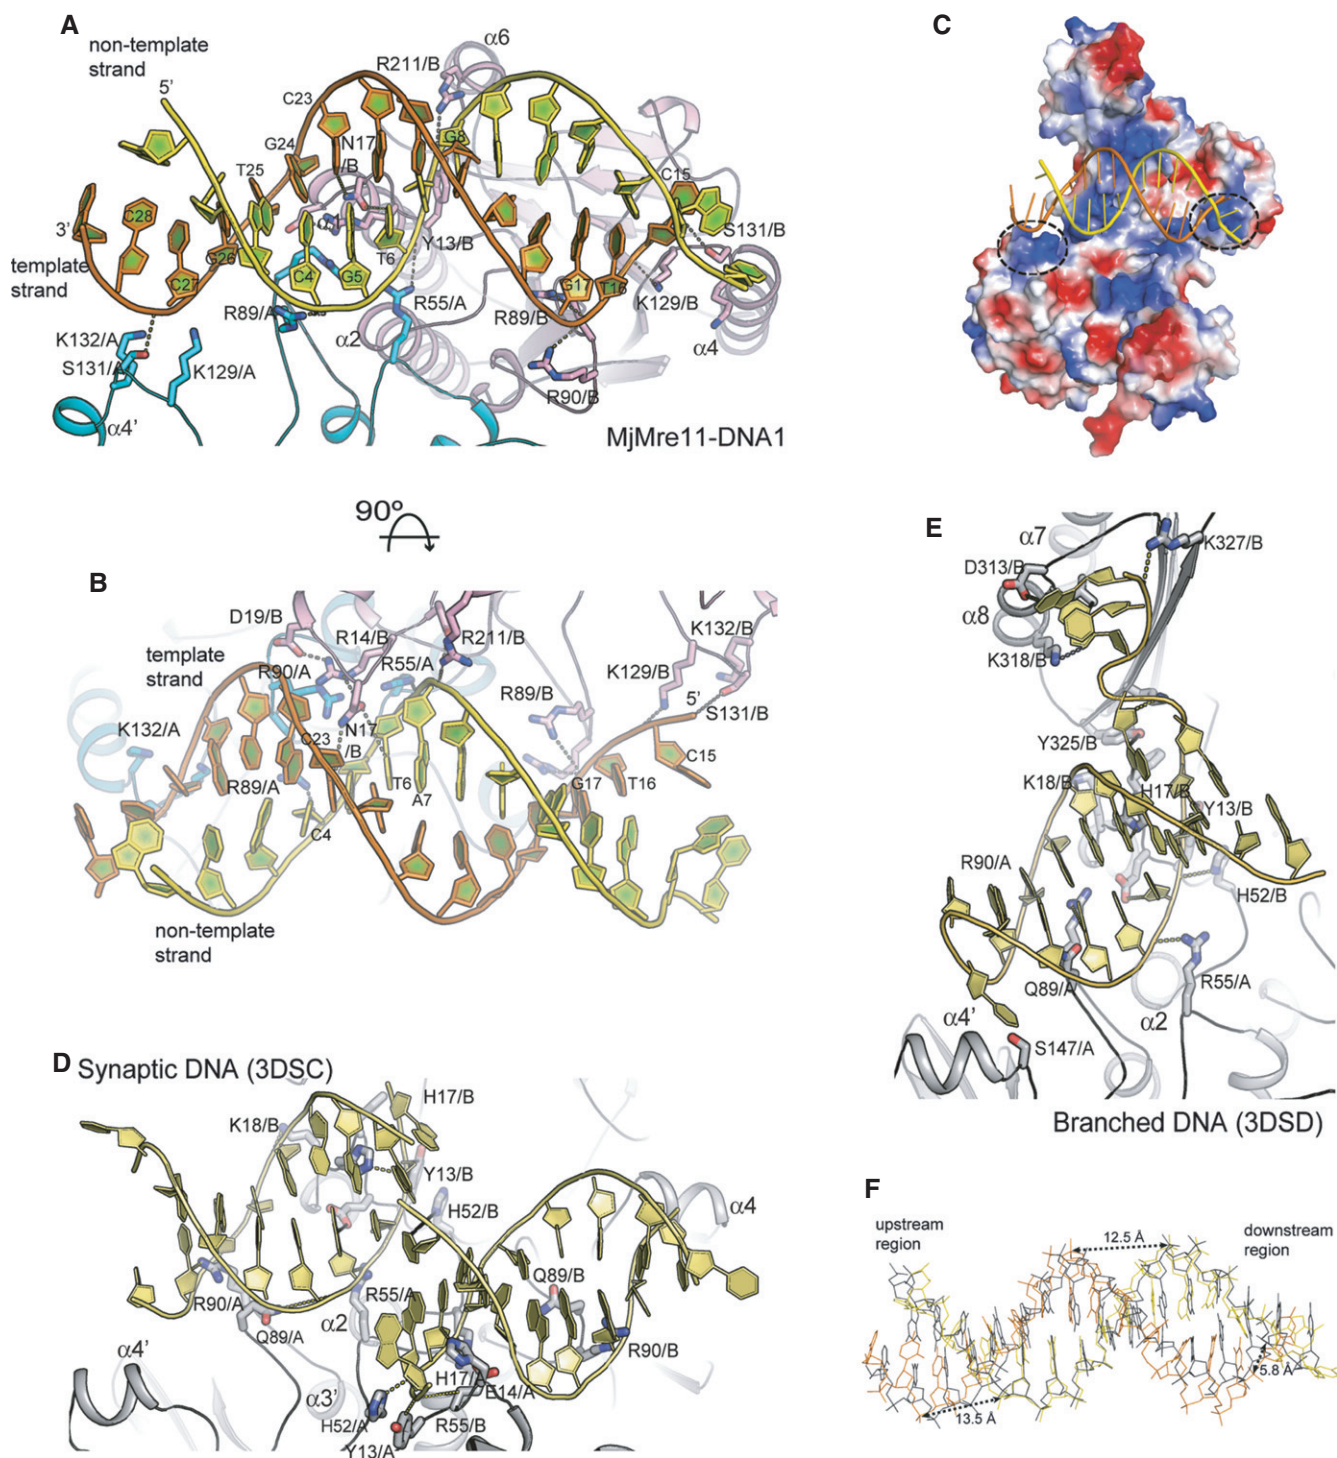 A
non-template
strand
5'
C23
R211/B
α6
G24
N17
/B
G8
T25
C15
S131/B
3'
C28
template
strand
G26
C27
C4
G5
T6
Y13/B
G17
T16
K129/B
R89/A
R55/A
R89/B
α2
α4
K132/A
S131/A
K129/A
R90/B
α4'
MjMre11-DNA1
90º
B
D19/B
R14/B
R211/B
K132/B
template
strand
R90/A
R55/A
K129/B
R89/B
5'
S131/B
K132/A
C23
N17
/B
C15
R89/A
T6
A7
G17
T16
C4
non-template
strand
C
D Synaptic DNA (3DSC)
H17/B
K18/B
Y13/B
H52/B
α4
R90/A
R55/A
Q89/B
Q89/A
α2
α4'
R90/B
H17/A
E14/A
α3'
H52/A
R55/B
Y13/A
E
α7
K327/B
D313/B
α8
K318/B
Y325/B
K18/B
H17/B
Y13/B
R90/A
H52/B
Q89/A
R55/A
α4'
α2
S147/A
Branched DNA (3DSD)
F
upstream
region
12.5 Å
downstream
region
5.8 Å
13.5 Å